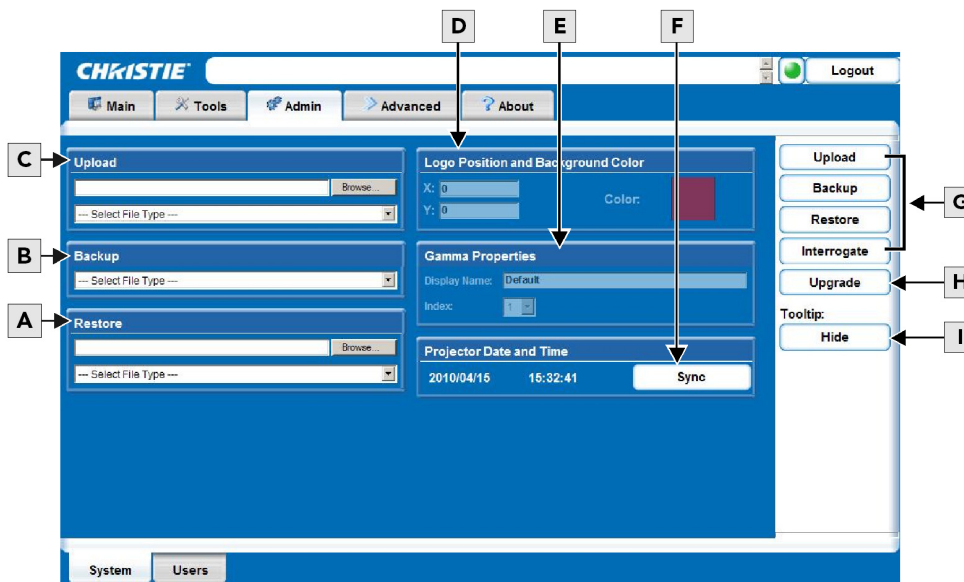 D E F
CHRISTIE
Logout
Main Tools Admin Advanced About
C
Upload
Browse...
--- Select File Type ---
B
Backup
--- Select File Type ---
A
Restore
Browse...
--- Select File Type ---
Logo Position and Background Color
X: 0
Y: 0
Color:
Gamma Properties
Display Name: Default
Index: 1
Projector Date and Time
2010/04/15 15:32:41 Sync
Upload
Backup
G
Restore
Interrogate
Upgrade
H
Tooltip:
Hide
I
System Users